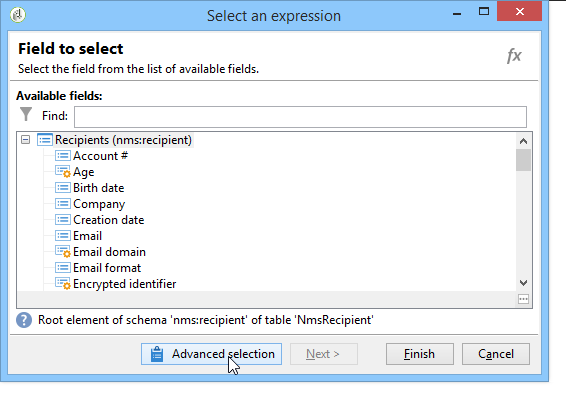 Select an expression
Field to select
Select the field from the list of available fields.
fx
Available fields:
Find:
Recipients (nms:recipient)
Account #
Age
Birth date
Company
Creation date
Email
Email domain
Email format
Encrypted identifier
Root element of schema 'nms:recipient' of table 'NmsRecipient'
Advanced selection
Next >
Finish
Cancel